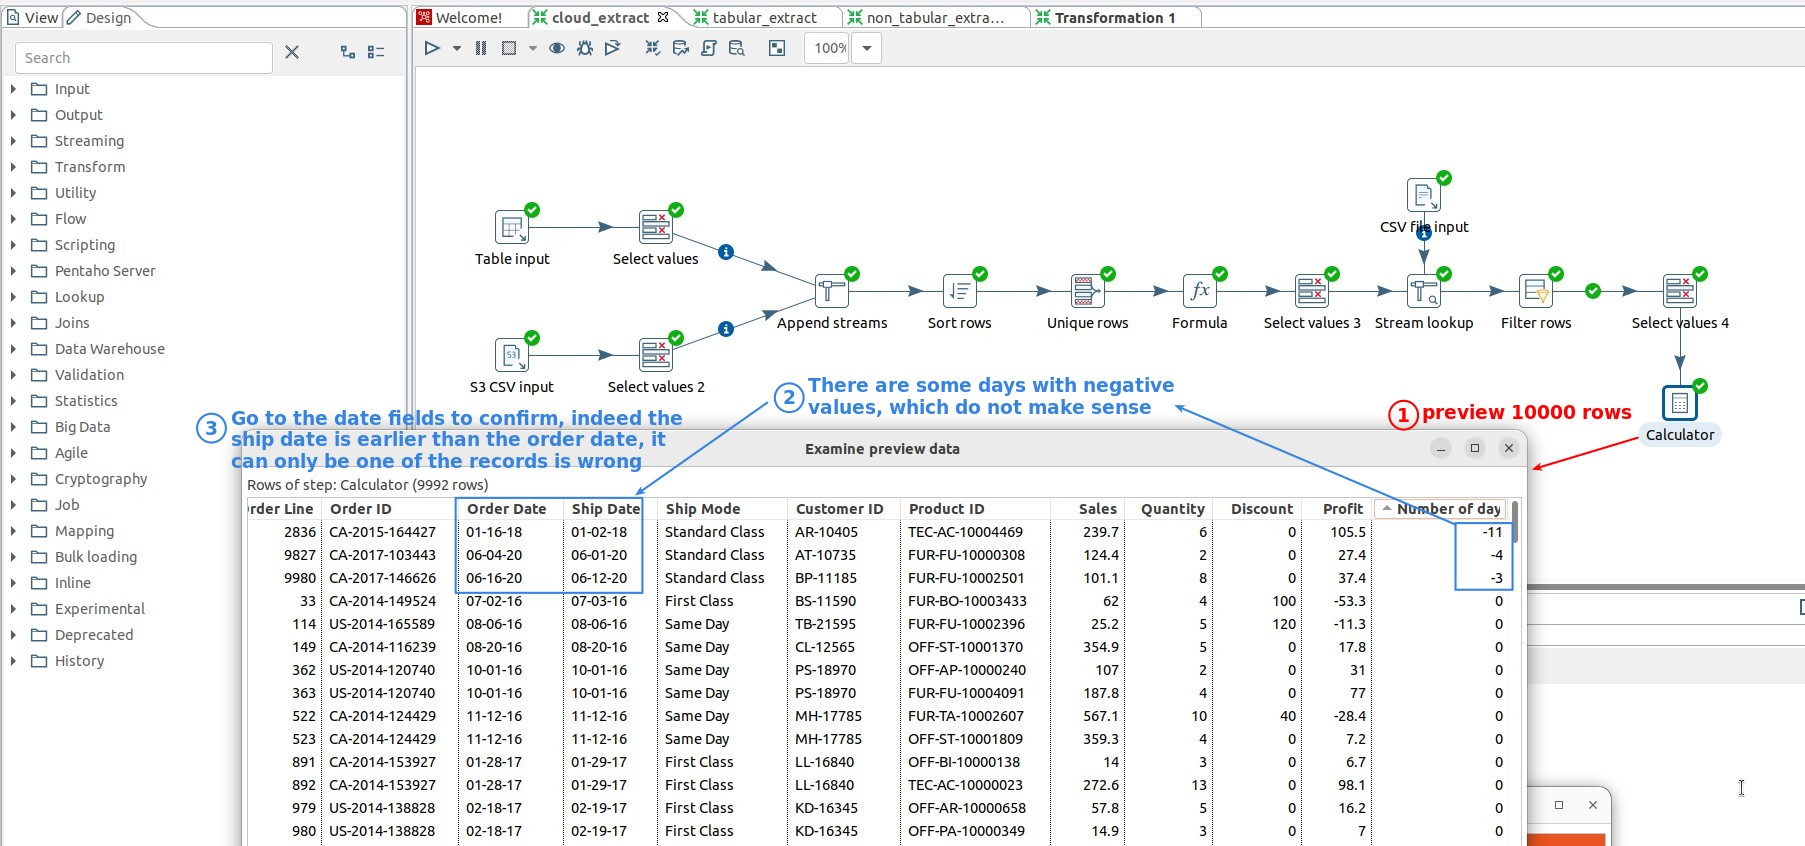 View
Design
Welcome!
cloud_extract
tabular_extract
non_tabular_extra...
Transformation 1
Search
100%
Input
Output
Streaming
Transform
Utility
Flow
Scripting
Pentaho Server
Lookup
Joins
Data Warehouse
Validation
Statistics
Big Data
Agile
Cryptography
Job
Mapping
Bulk loading
Inline
Experimental
Deprecated
History
CSV file input
Table input
Select values
Append streams
Sort rows
Unique rows
fx
Formula
Select values 3
Stream lookup
Filter rows
Select values 4
S3
S3 CSV input
Select values 2
Calculator
1 preview 10000 rows
2 There are some days with negative
values, which do not make sense
3 Go to the date fields to confirm, indeed the
ship date is earlier than the order date, it
can only be one of the records is wrong
Examine preview data
Rows of step: Calculator (9992 rows)
rder Line Order ID Order Date Ship Date Ship Mode Customer ID Product ID Sales Quantity Discount Profit Number of day
2836 CA-2015-164427 01-16-18 01-02-18 Standard Class AR-10405 TEC-AC-10004469 239.7 6 0 105.5 -11
9827 CA-2017-103443 06-04-20 06-01-20 Standard Class AT-10735 FUR-FU-10000308 124.4 2 0 27.4 -4
9980 CA-2017-146626 06-16-20 06-12-20 Standard Class BP-11185 FUR-FU-10002501 101.1 8 0 37.4 -3
33 CA-2014-149524 07-02-16 07-03-16 First Class BS-11590 FUR-BO-10003433 62 4 100 -53.3 0
114 US-2014-165589 08-06-16 08-06-16 Same Day TB-21595 FUR-FU-10002396 25.2 5 120 -11.3 0
149 CA-2014-116239 08-20-16 08-20-16 Same Day CL-12565 OFF-ST-10001370 354.9 5 0 17.8 0
362 US-2014-120740 10-01-16 10-01-16 Same Day PS-18970 OFF-AP-10000240 107 2 0 31 0
363 US-2014-120740 10-01-16 10-01-16 Same Day PS-18970 FUR-FU-10004091 187.8 4 0 77 0
522 CA-2014-124429 11-12-16 11-12-16 Same Day MH-17785 FUR-TA-10002607 567.1 10 40 -28.4 0
523 CA-2014-124429 11-12-16 11-12-16 Same Day MH-17785 OFF-ST-10001809 359.3 4 0 7.2 0
891 CA-2014-153927 01-28-17 01-29-17 First Class LL-16840 OFF-BI-10000138 14 3 0 6.7 0
892 CA-2014-153927 01-28-17 01-29-17 First Class LL-16840 TEC-AC-10000023 272.6 13 0 98.1 0
979 US-2014-138828 02-18-17 02-19-17 First Class KD-16345 OFF-AR-10000658 57.8 5 0 16.2 0
980 US-2014-138828 02-18-17 02-19-17 First Class KD-16345 OFF-PA-10000349 14.9 3 0 7 0